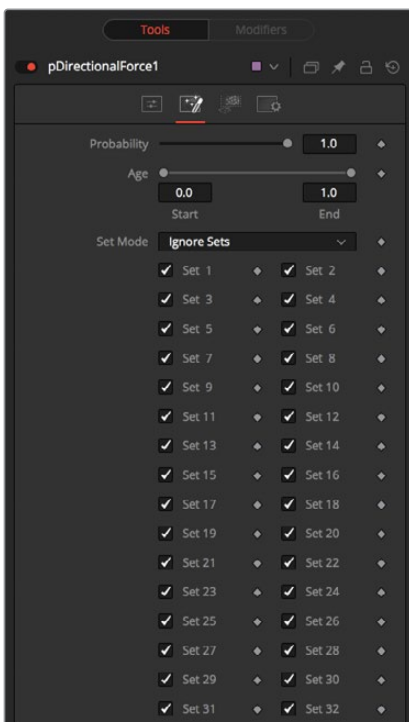 Tools Modifiers
pDirectionalForce1
Probability 1.0
Age
0.0 1.0
Start End
Set Mode Ignore Sets
Set 1 Set 2
Set 3 Set 4
Set 5 Set 6
Set 7 Set 8
Set 9 Set 10
Set 11 Set 12
Set 13 Set 14
Set 15 Set 16
Set 17 Set 18
Set 19 Set 20
Set 21 Set 22
Set 23 Set 24
Set 25 Set 26
Set 27 Set 28
Set 29 Set 30
Set 31 Set 32